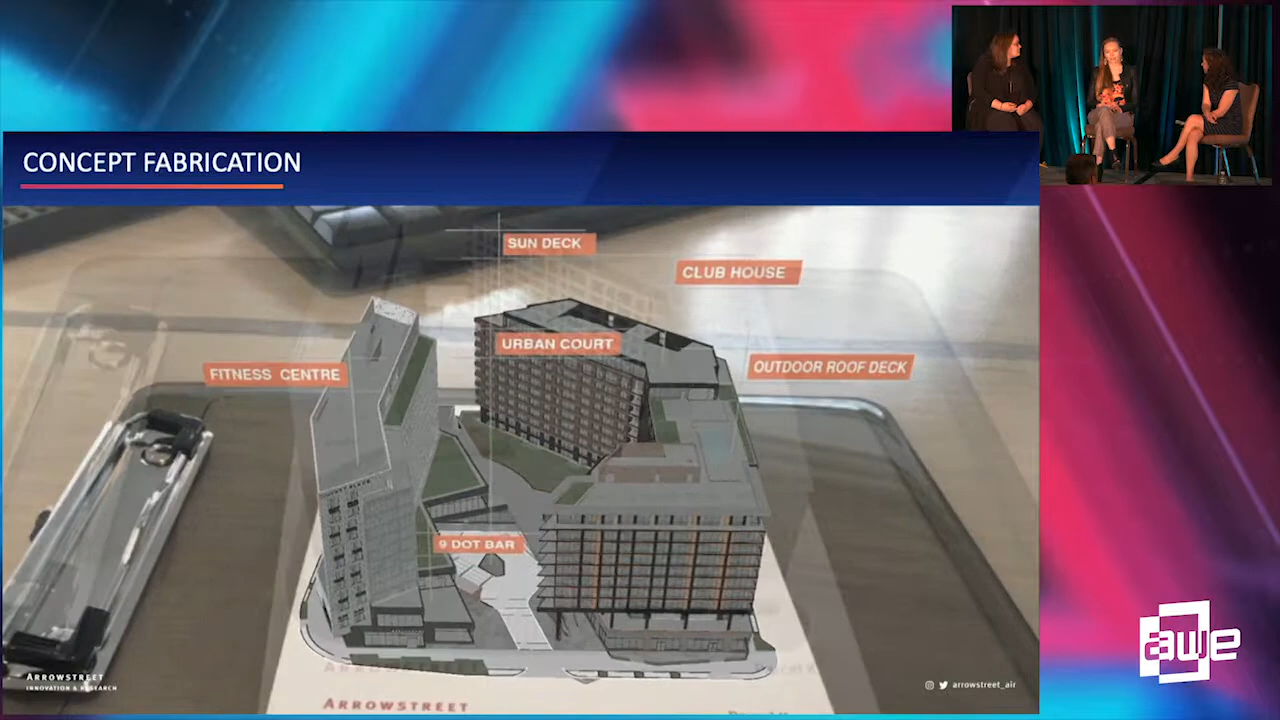 CONCEPT FABRICATION
SUN DECK
CLUB HOUSE
URBAN COURT
OUTDOOR ROOF DECK
FITNESS CENTRE
9 DOT BAR
ARROWSTREET
INNOVATION & RESEARCH
ARROWSTREET
arrowstreet_air
awe